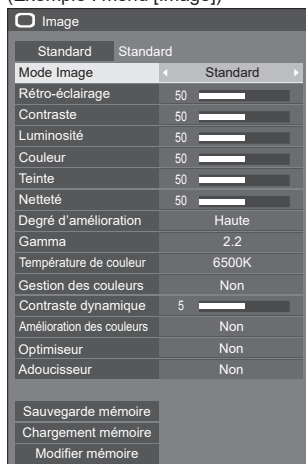 (Exemple : menu [Image])
Image
Standard Standard
Mode Image Standard
Rétro-éclairage 50
Contraste 50
Luminosité 50
Couleur 50
Teinte 50
Netteté 50
Degré d'amélioration Haute
Gamma 2.2
Température de couleur 6500K
Gestion des couleurs Non
Contraste dynamique 5
Amélioration des couleurs Non
Optimiseur Non
Adoucisseur Non
Sauvegarde mémoire
Chargement mémoire
Modifier mémoire